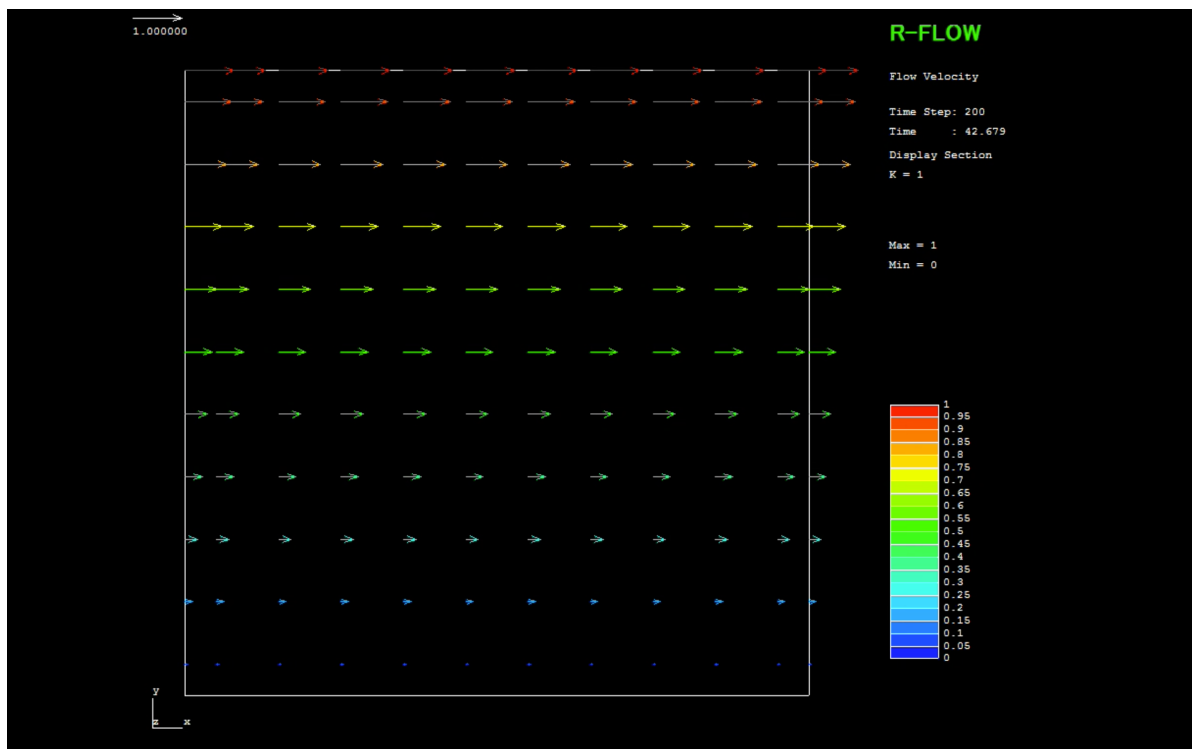 1.000000
R-FLOW
Flow Velocity
Time Step: 200
Time : 42.679
Display Section
K = 1
Max = 1
Min = 0
1
0.95
0.9
0.85
0.8
0.75
0.7
0.65
0.6
0.55
0.5
0.45
0.4
0.35
0.3
0.25
0.2
0.15
0.1
0.05
0
y
z x